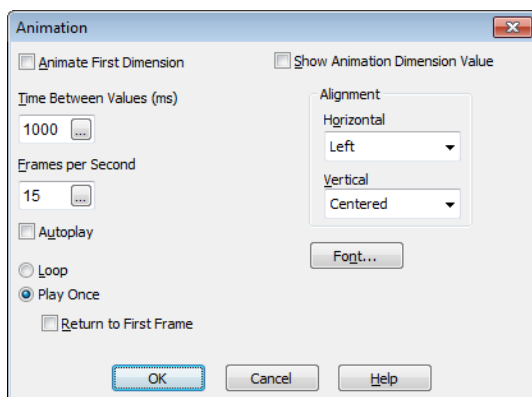 Animation
Animate First Dimension
Show Animation Dimension Value
Time Between Values (ms)
1000 ...
Frames per Second
15 ...
Autoplay
Loop
Play Once
Return to First Frame
Alignment
Horizontal
Left
Vertical
Centered
Font...
OK Cancel Help